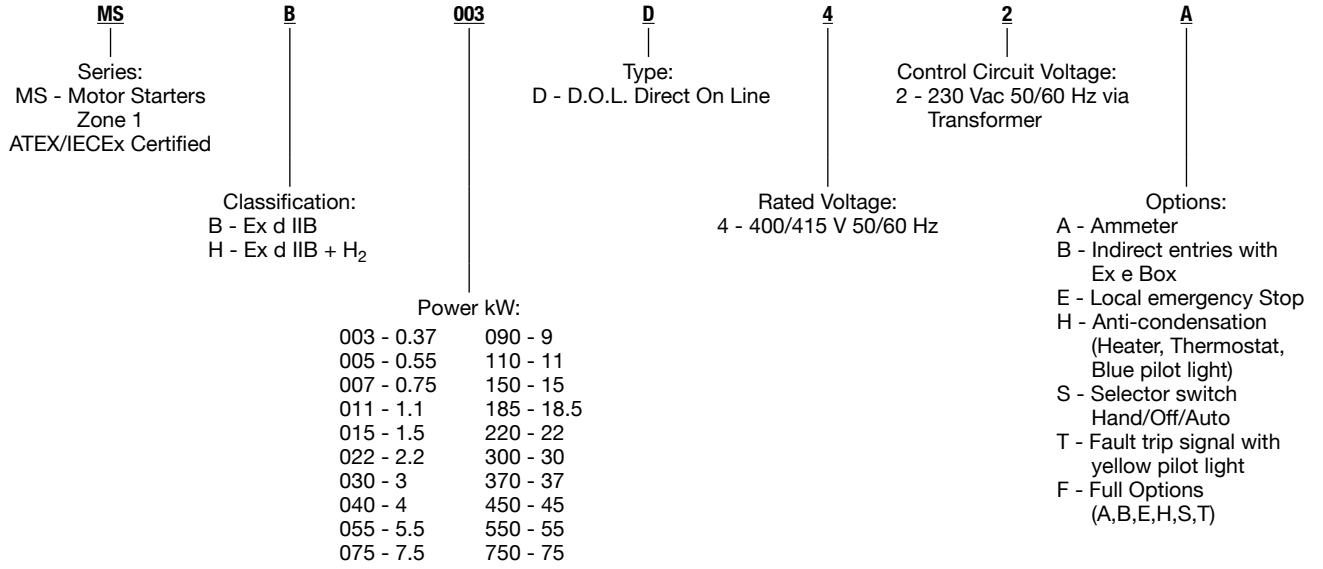 MS B 003 D 4 2 A
Series:
MS - Motor Starters
Zone 1
ATEX/IECEx Certified
Type:
D - D.O.L. Direct On Line
Control Circuit Voltage:
2 - 230 Vac 50/60 Hz via
Transformer
Classification:
B - Ex d IIB
H - Ex d IIB + H₂
Rated Voltage:
4 - 400/415 V 50/60 Hz
Options:
A - Ammeter
B - Indirect entries with
Ex e Box
E - Local emergency Stop
H - Anti-condensation
(Heater, Thermostat,
Blue pilot light)
S - Selector switch
Hand/Off/Auto
T - Fault trip signal with
yellow pilot light
F - Full Options
(A,B,E,H,S,T)
Power kW:
003 - 0.37 090 - 9
005 - 0.55 110 - 11
007 - 0.75 150 - 15
011 - 1.1 185 - 18.5
015 - 1.5 220 - 22
022 - 2.2 300 - 30
030 - 3 370 - 37
040 - 4 450 - 45
055 - 5.5 550 - 55
075 - 7.5 750 - 75